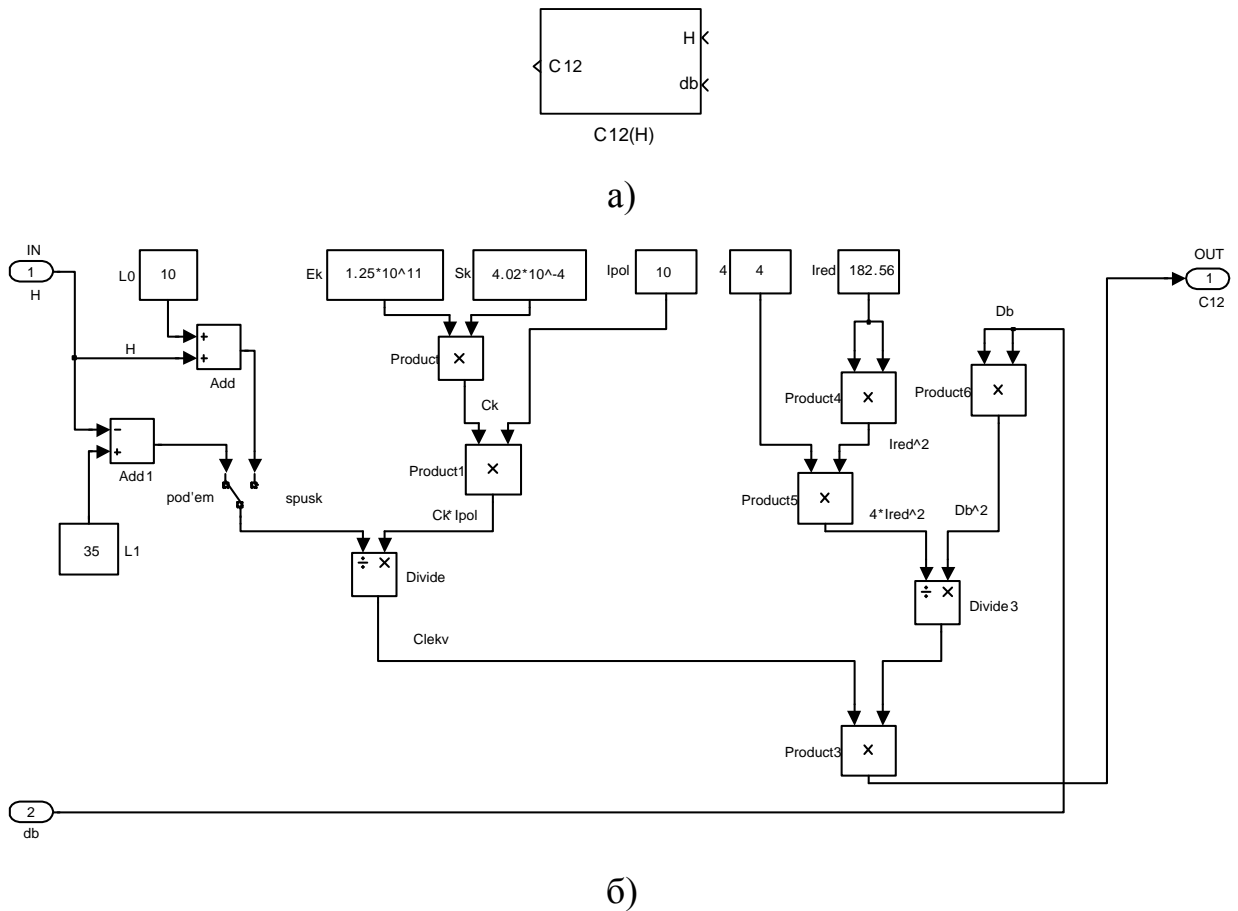 H
C12
db
C12(H)
а)
IN
1
H
L0
10
Ek
1.25*10^11
Sk
4.02*10^-4
Ipol
10
4
4
Ired
182.56
OUT
1
C12
Db
H
+
+
Add
Product
×
Product4
×
Product6
×
Ck
−
+
Add1
Product1
×
Ired^2
pod'em
spusk
Product5
×
Ck*Ipol
4*Ired^2
Db^2
35
L1
÷ ×
Divide
÷ ×
Divide3
Clekv
Product3
×
2
db
б)